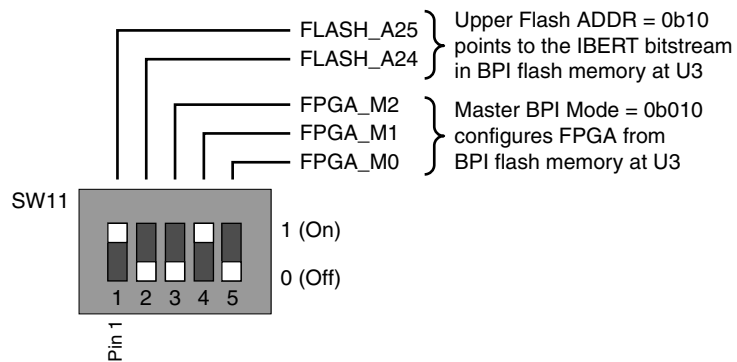 FLASH_A25
FLASH_A24
Upper Flash ADDR = 0b10
points to the IBERT bitstream
in BPI flash memory at U3
FPGA_M2
FPGA_M1
FPGA_M0
Master BPI Mode = 0b010
configures FPGA from
BPI flash memory at U3
SW11
1 (On)
0 (Off)
1 2 3 4 5
Pin 1